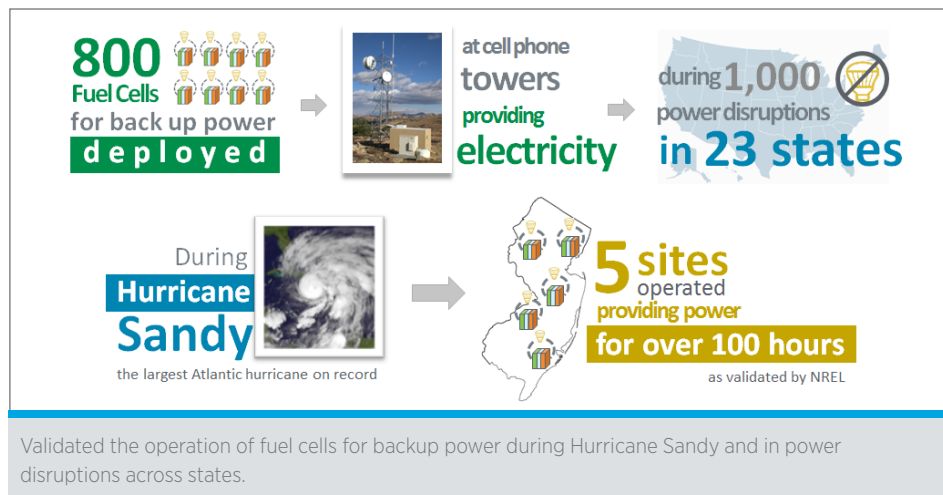 800
Fuel Cells
for back up power
deployed
at cell phone
towers
providing
electricity
during 1,000
power disruptions
in 23 states
During
Hurricane
Sandy
the largest Atlantic hurricane on record
5 sites
operated
providing power
for over 100 hours
as validated by NREL
Validated the operation of fuel cells for backup power during Hurricane Sandy and in power
disruptions across states.